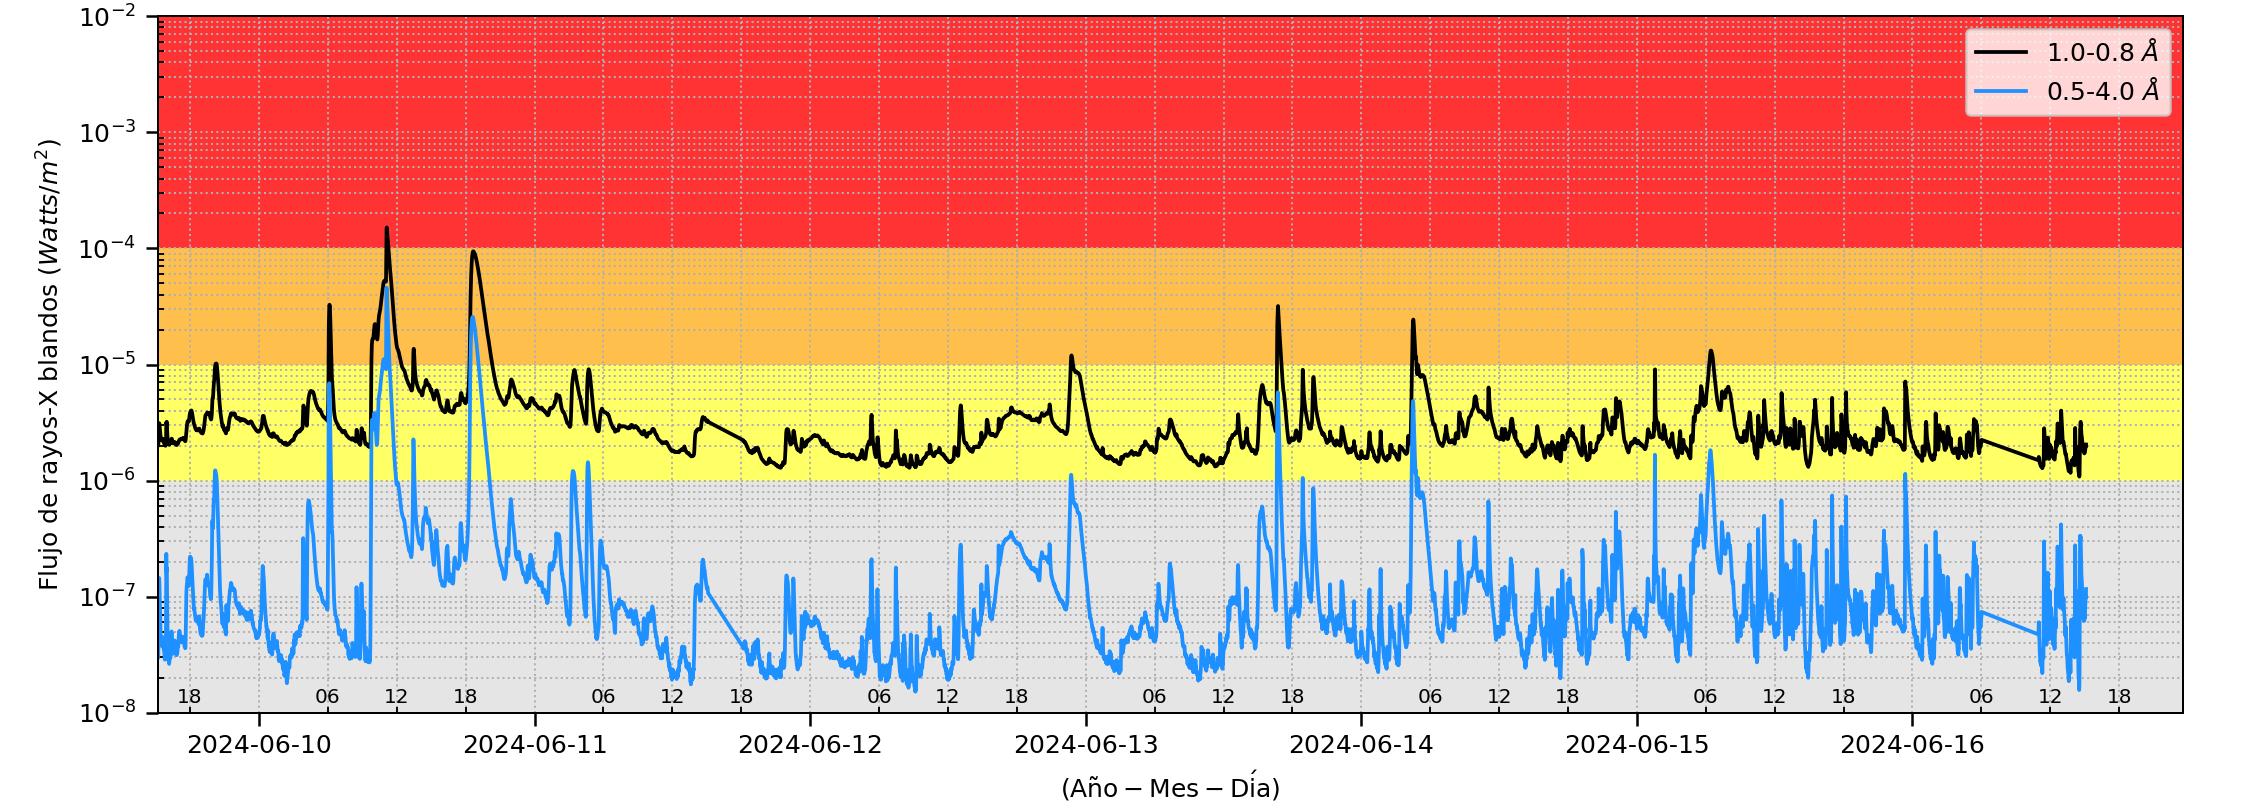 10⁻²
10⁻³
10⁻⁴
10⁻⁵
10⁻⁶
10⁻⁷
10⁻⁸
Flujo de rayos-X blandos (Watts/m²)
1.0-0.8 Å
0.5-4.0 Å
18 06 12 18 06 12 18 06 12 18 06 12 18 06 12 18 06 12 18 06 12 18
2024-06-10 2024-06-11 2024-06-12 2024-06-13 2024-06-14 2024-06-15 2024-06-16
(Año − Mes − Día)